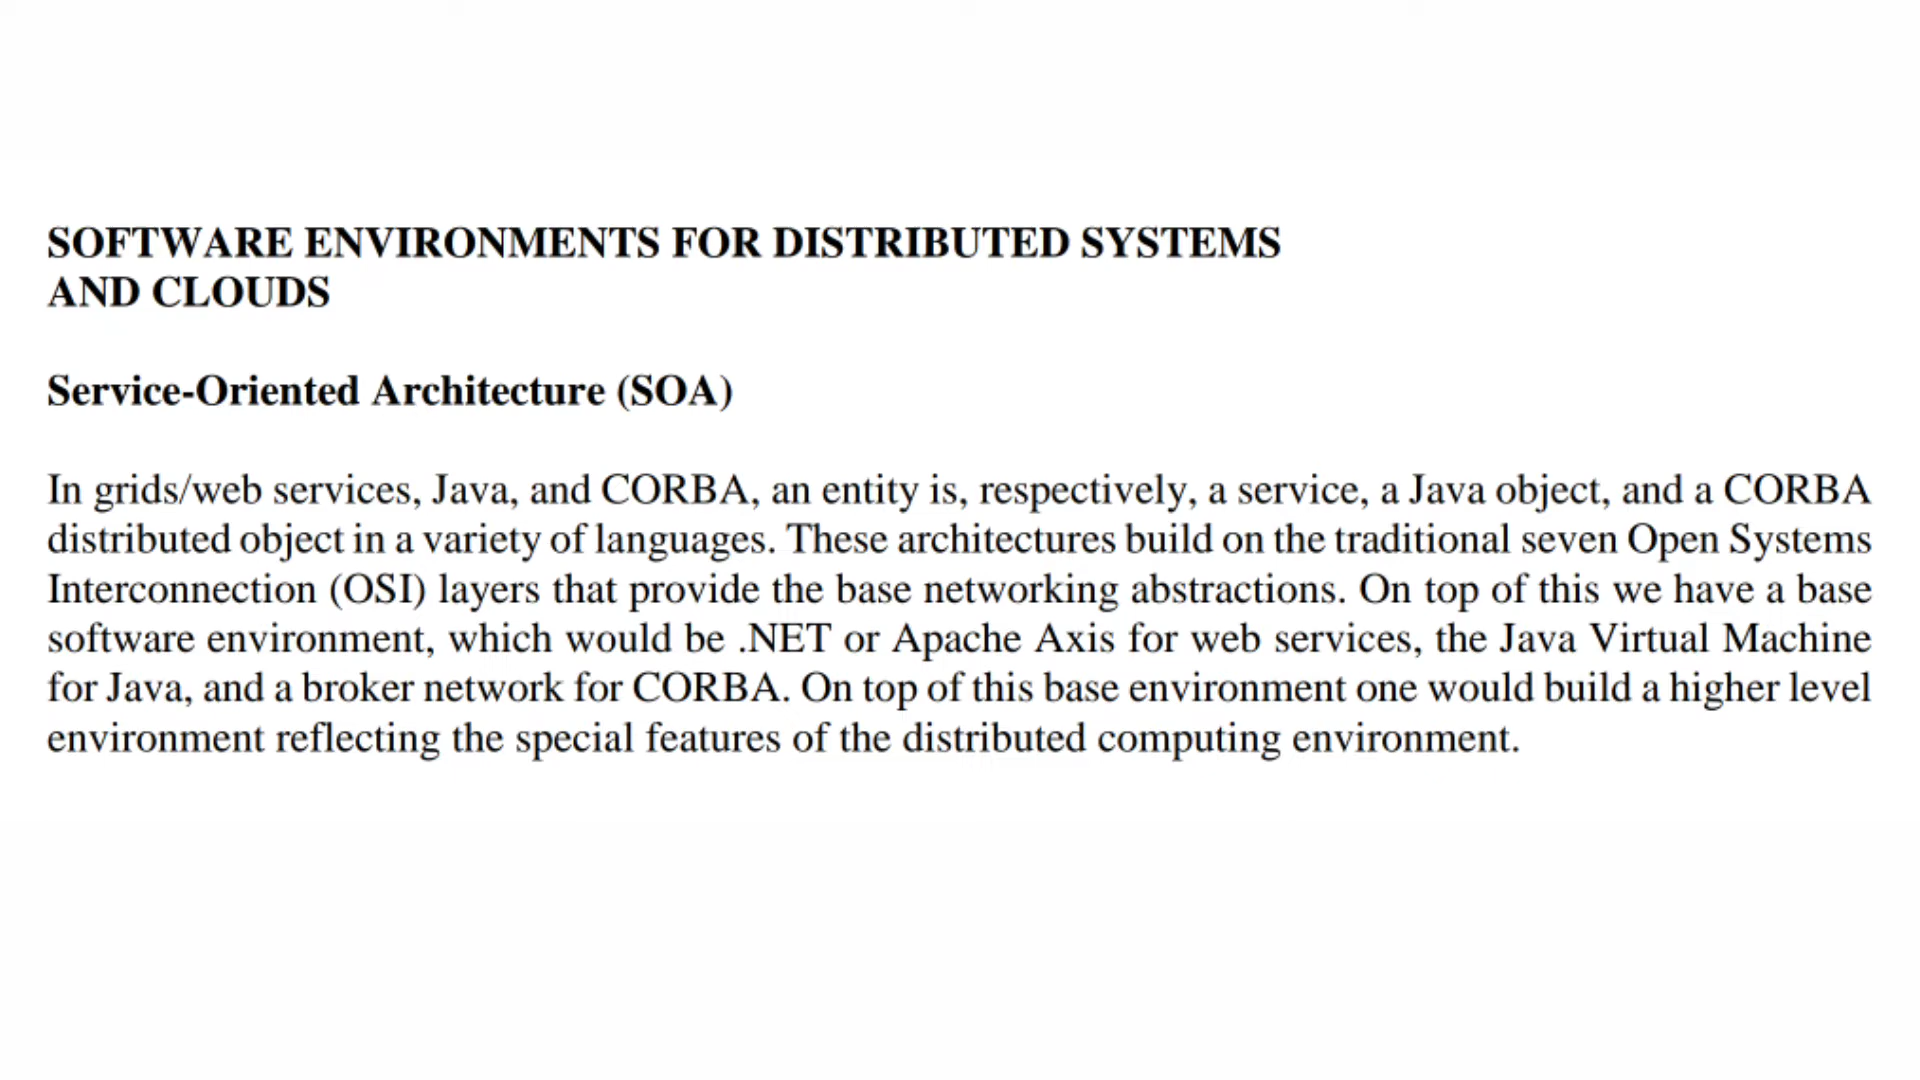 SOFTWARE ENVIRONMENTS FOR DISTRIBUTED SYSTEMS
AND CLOUDS
Service-Oriented Architecture (SOA)
In grids/web services, Java, and CORBA, an entity is, respectively, a service, a Java object, and a CORBA
distributed object in a variety of languages. These architectures build on the traditional seven Open Systems
Interconnection (OSI) layers that provide the base networking abstractions. On top of this we have a base
software environment, which would be .NET or Apache Axis for web services, the Java Virtual Machine
for Java, and a broker network for CORBA. On top of this base environment one would build a higher level
environment reflecting the special features of the distributed computing environment.